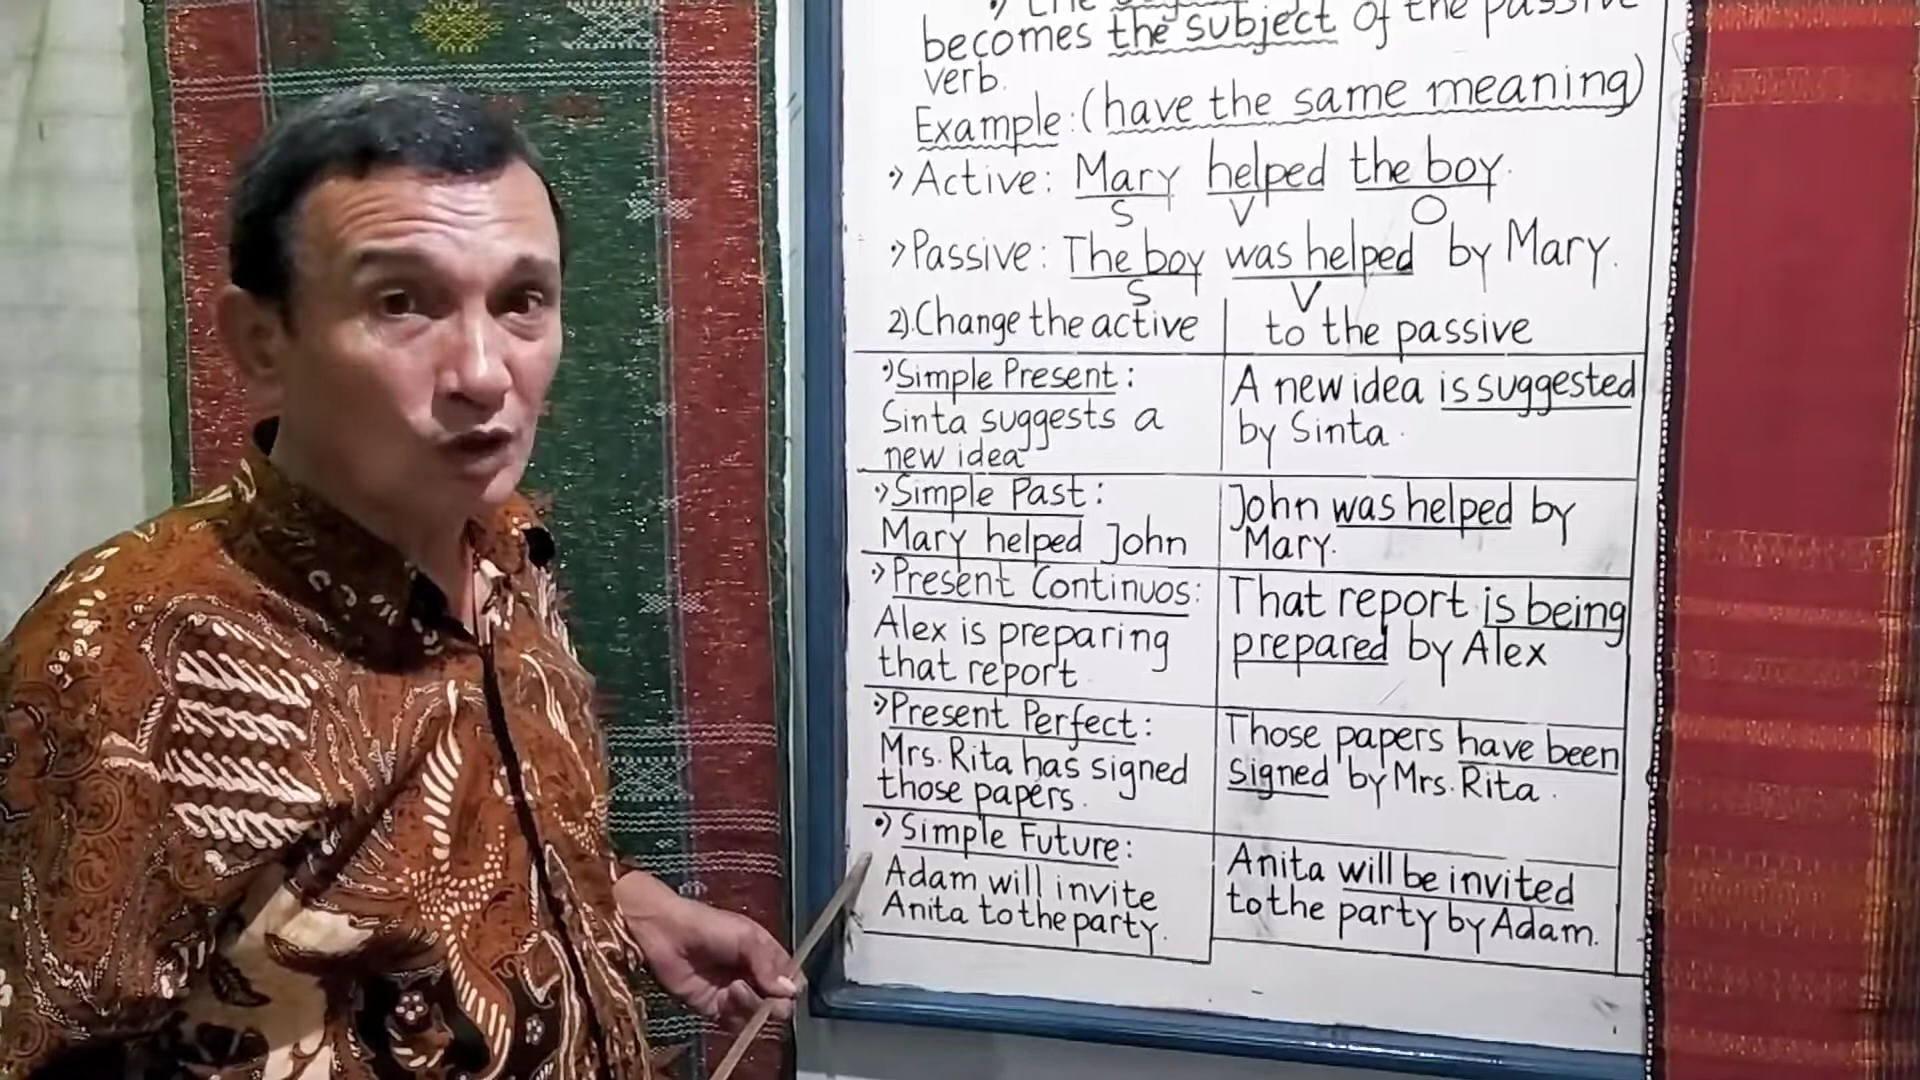 becomes the subject of the passive
verb.
Example: (have the same meaning)
•) Active: Mary helped the boy.
S V O
•) Passive: The boy was helped by Mary.
S V
2). Change the active | to the passive
•) Simple Present:
Sinta suggests a
new idea
A new idea is suggested
by Sinta.
•) Simple Past:
Mary helped John
John was helped by
Mary.
•) Present Continuos:
Alex is preparing
that report
That report is being
prepared by Alex
•) Present Perfect:
Mrs. Rita has signed
those papers.
Those papers have been
signed by Mrs. Rita.
•) Simple Future:
Adam will invite
Anita to the party.
Anita will be invited
to the party by Adam.